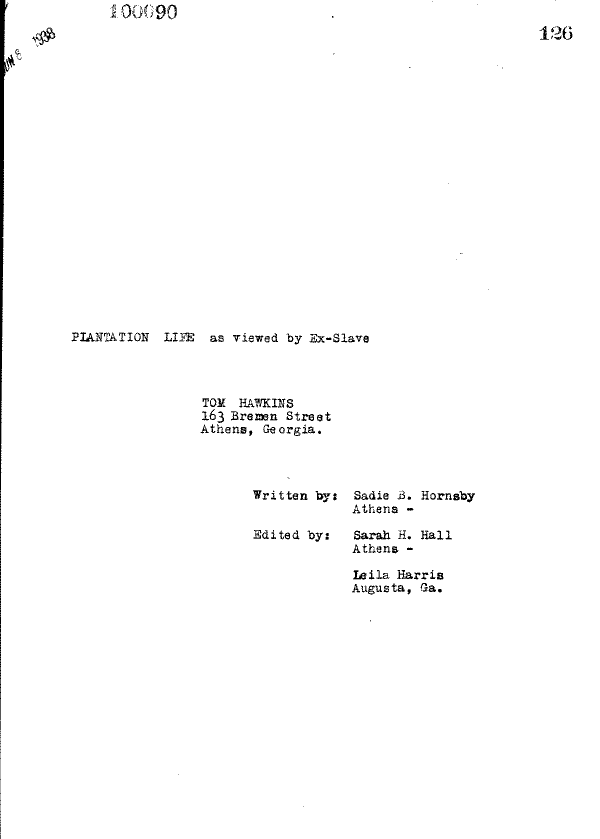 100090
126
JUN 8 1938
PLANTATION LIFE as viewed by Ex-Slave
TOM HAWKINS
163 Bremen Street
Athens, Georgia.
Written by: Sadie B. Hornsby
Athens -
Edited by: Sarah H. Hall
Athens -
Leila Harris
Augusta, Ga.